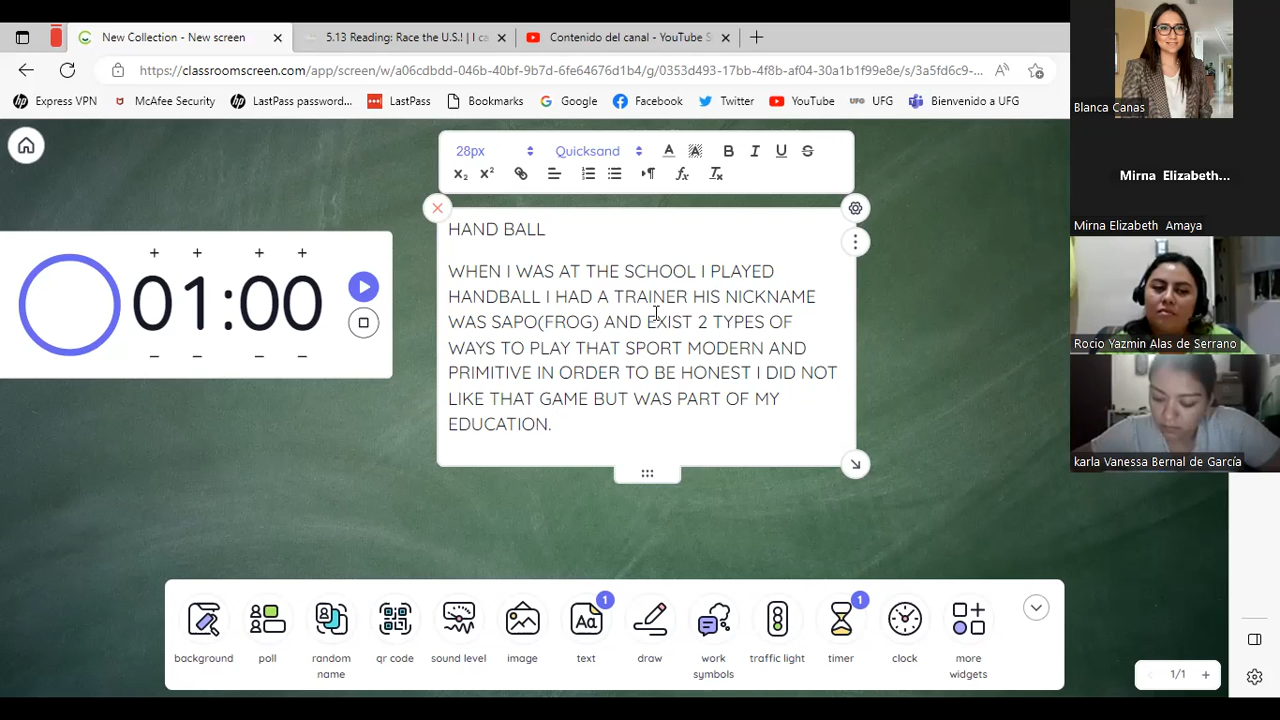 New Collection - New screen
5.13 Reading: Race the U.S.! | ca
Contenido del canal - YouTube S
https://classroomscreen.com/app/screen/w/a06cdbdd-046b-40bf-9b7d-6fe64676d1b4/g/0353d493-17bb-4f8b-af04-30a1b1f99e8e/s/3a5fd6c9-...
Express VPN
McAfee Security
LastPass password...
LastPass
Bookmarks
Google
Facebook
Twitter
YouTube
UFG
UFG
Bienvenido a UFG
Blanca Canas
Mirna Elizabeth...
Mirna Elizabeth Amaya
Rocio Yazmin Alas de Serrano
karla Vanessa Bernal de García
28px
Quicksand
01:00
HAND BALL
WHEN I WAS AT THE SCHOOL I PLAYED
HANDBALL I HAD A TRAINER HIS NICKNAME
WAS SAPO(FROG) AND EXIST 2 TYPES OF
WAYS TO PLAY THAT SPORT MODERN AND
PRIMITIVE IN ORDER TO BE HONEST I DID NOT
LIKE THAT GAME BUT WAS PART OF MY
EDUCATION.
background
poll
random
name
qr code
sound level
image
1
text
draw
work
symbols
traffic light
1
timer
clock
more
widgets
1/1